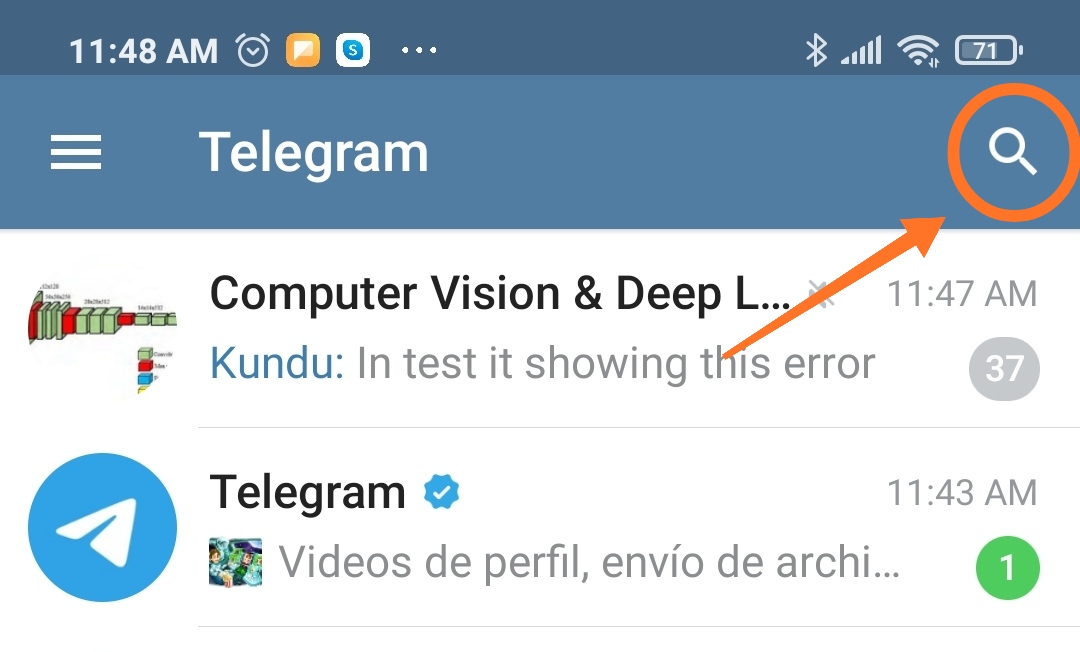 11:48 AM S 71
Telegram
Computer Vision & Deep L... 11:47 AM
Kundu: In test it showing this error 37
Telegram 11:43 AM
Videos de perfil, envío de archi... 1